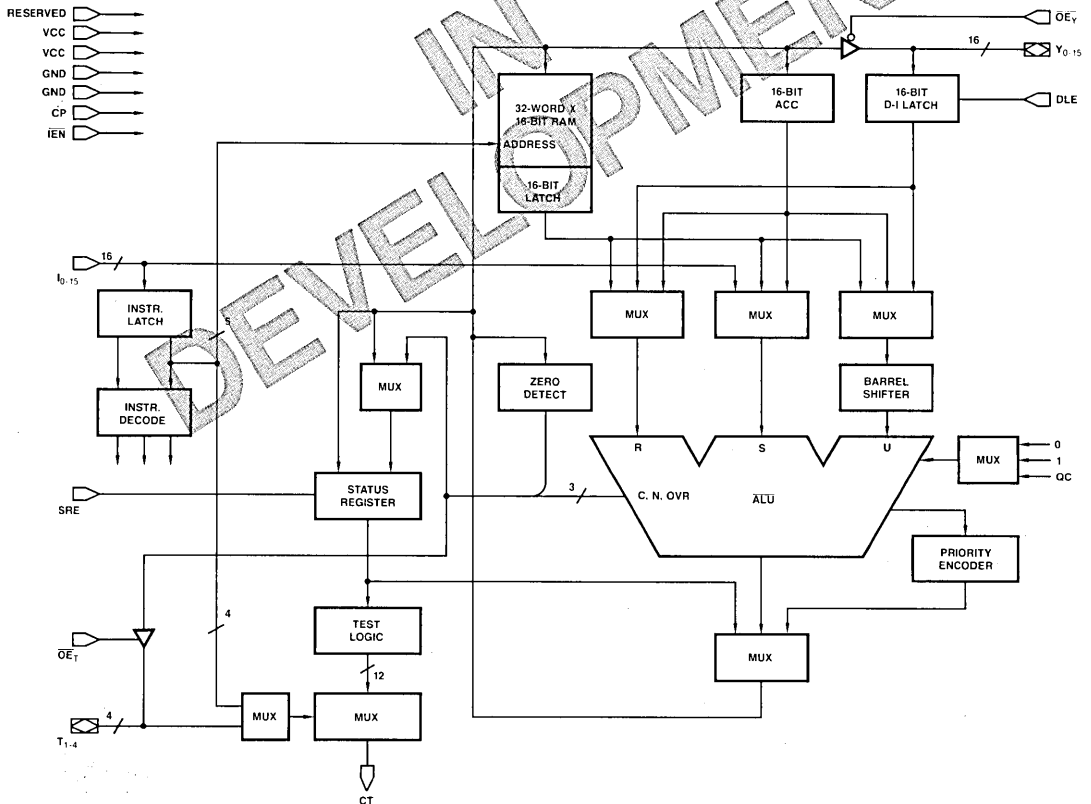 RESERVED
VCC
VCC
GND
GND
CP
IEN
IN
DEVELOPMEN
OEY
16
Y0-15
DLE
32-WORD X
16-BIT RAM
ADDRESS
16-BIT
LATCH
16-BIT
ACC
16-BIT
D-I LATCH
16
I0-15
INSTR.
LATCH
5
INSTR.
DECODE
MUX
MUX
MUX
MUX
ZERO
DETECT
BARREL
SHIFTER
R
S
U
MUX
0
1
QC
SRE
STATUS
REGISTER
3
C. N. OVR
ALU
PRIORITY
ENCODER
OET
4
TEST
LOGIC
12
MUX
T1-4
4
MUX
MUX
CT